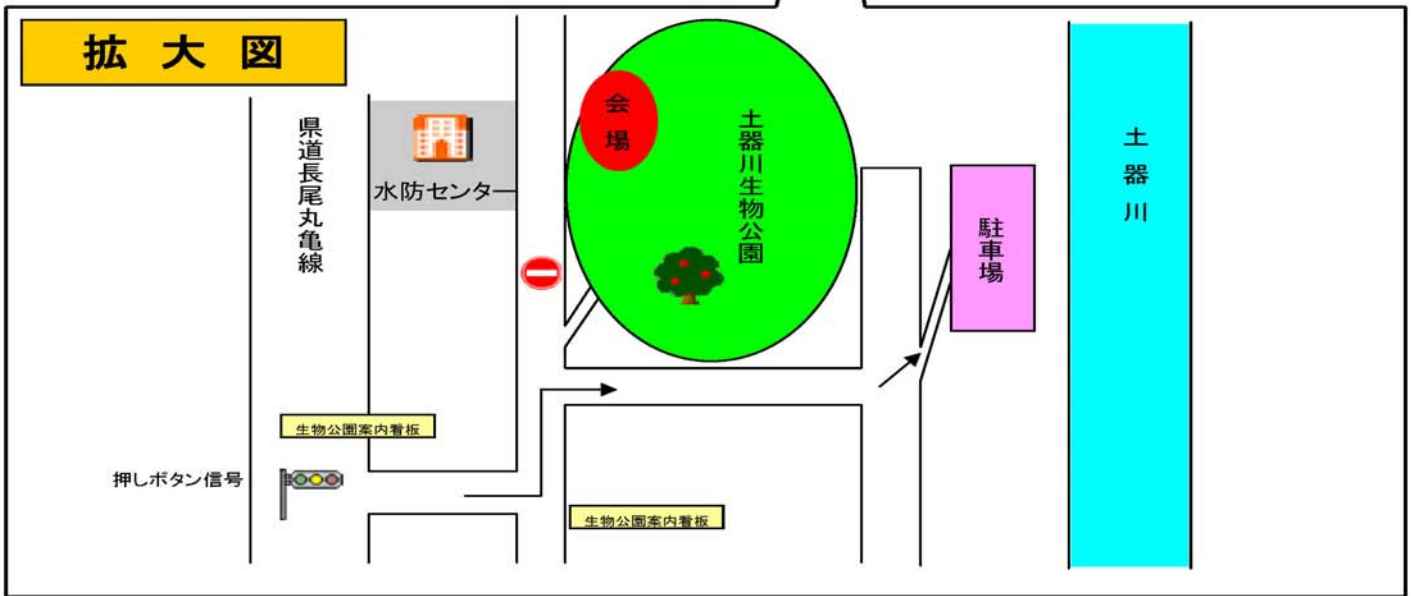 拡大図
県道長尾丸亀線
水防センター
会場
土器川生物公園
駐車場
土器川
生物公園案内看板
押しボタン信号
生物公園案内看板